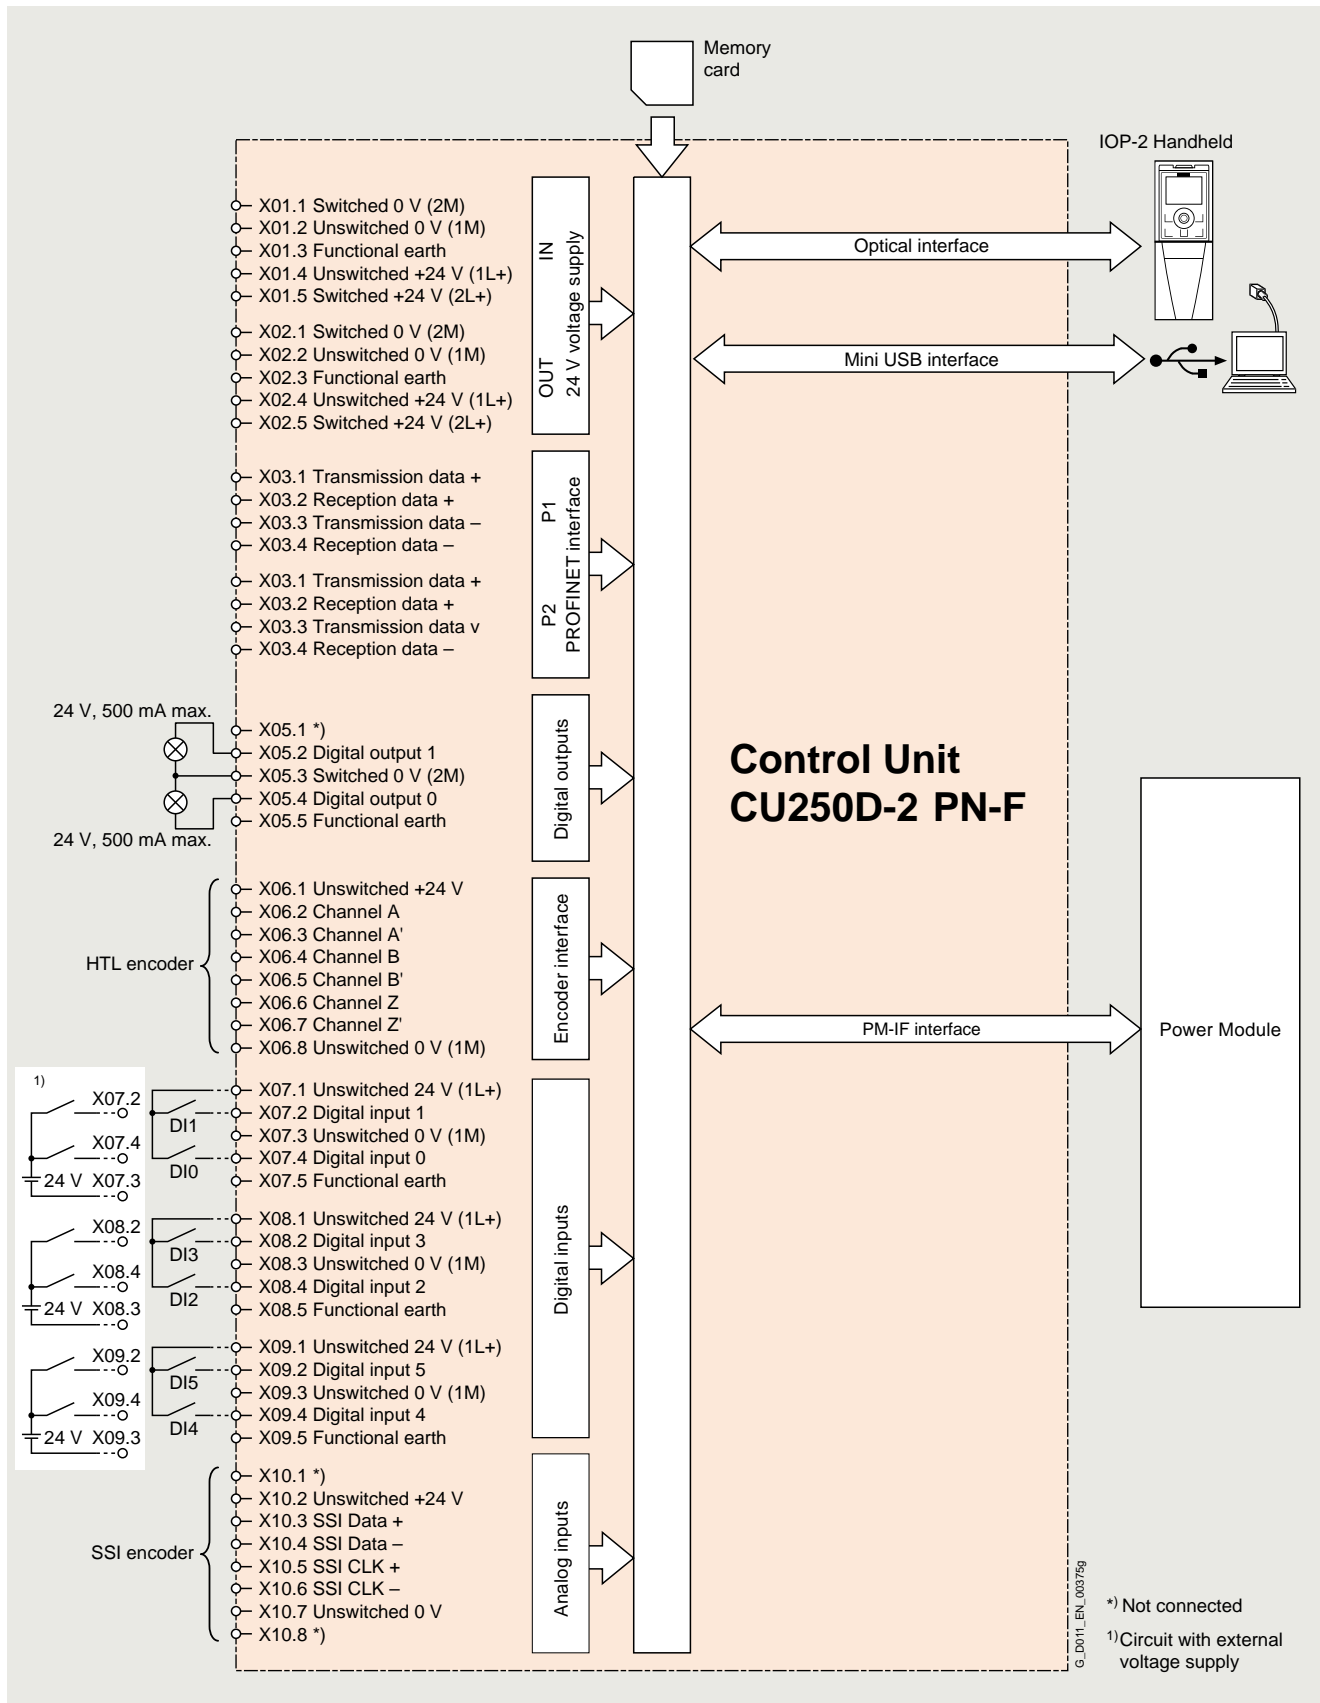 Memory
card
IOP-2 Handheld
X01.1 Switched 0 V (2M)
X01.2 Unswitched 0 V (1M)
X01.3 Functional earth
X01.4 Unswitched +24 V (1L+)
X01.5 Switched +24 V (2L+)
X02.1 Switched 0 V (2M)
X02.2 Unswitched 0 V (1M)
X02.3 Functional earth
X02.4 Unswitched +24 V (1L+)
X02.5 Switched +24 V (2L+)
OUT IN
24 V voltage supply
Optical interface
Mini USB interface
X03.1 Transmission data +
X03.2 Reception data +
X03.3 Transmission data –
X03.4 Reception data –
X03.1 Transmission data +
X03.2 Reception data +
X03.3 Transmission data v
X03.4 Reception data –
P2 P1
PROFINET interface
24 V, 500 mA max.
X05.1 *)
X05.2 Digital output 1
X05.3 Switched 0 V (2M)
X05.4 Digital output 0
X05.5 Functional earth
24 V, 500 mA max.
Digital outputs
Control Unit
CU250D-2 PN-F
HTL encoder
X06.1 Unswitched +24 V
X06.2 Channel A
X06.3 Channel A'
X06.4 Channel B
X06.5 Channel B'
X06.6 Channel Z
X06.7 Channel Z'
X06.8 Unswitched 0 V (1M)
Encoder interface
PM-IF interface
Power Module
1)
X07.2
X07.4
24 V X07.3
DI1
DI0
X07.1 Unswitched 24 V (1L+)
X07.2 Digital input 1
X07.3 Unswitched 0 V (1M)
X07.4 Digital input 0
X07.5 Functional earth
X08.2
X08.4
24 V X08.3
DI3
DI2
X08.1 Unswitched 24 V (1L+)
X08.2 Digital input 3
X08.3 Unswitched 0 V (1M)
X08.4 Digital input 2
X08.5 Functional earth
X09.2
X09.4
24 V X09.3
DI5
DI4
X09.1 Unswitched 24 V (1L+)
X09.2 Digital input 5
X09.3 Unswitched 0 V (1M)
X09.4 Digital input 4
X09.5 Functional earth
Digital inputs
SSI encoder
X10.1 *)
X10.2 Unswitched +24 V
X10.3 SSI Data +
X10.4 SSI Data –
X10.5 SSI CLK +
X10.6 SSI CLK –
X10.7 Unswitched 0 V
X10.8 *)
Analog inputs
G_D011_EN_00375g
*) Not connected
1) Circuit with external
voltage supply